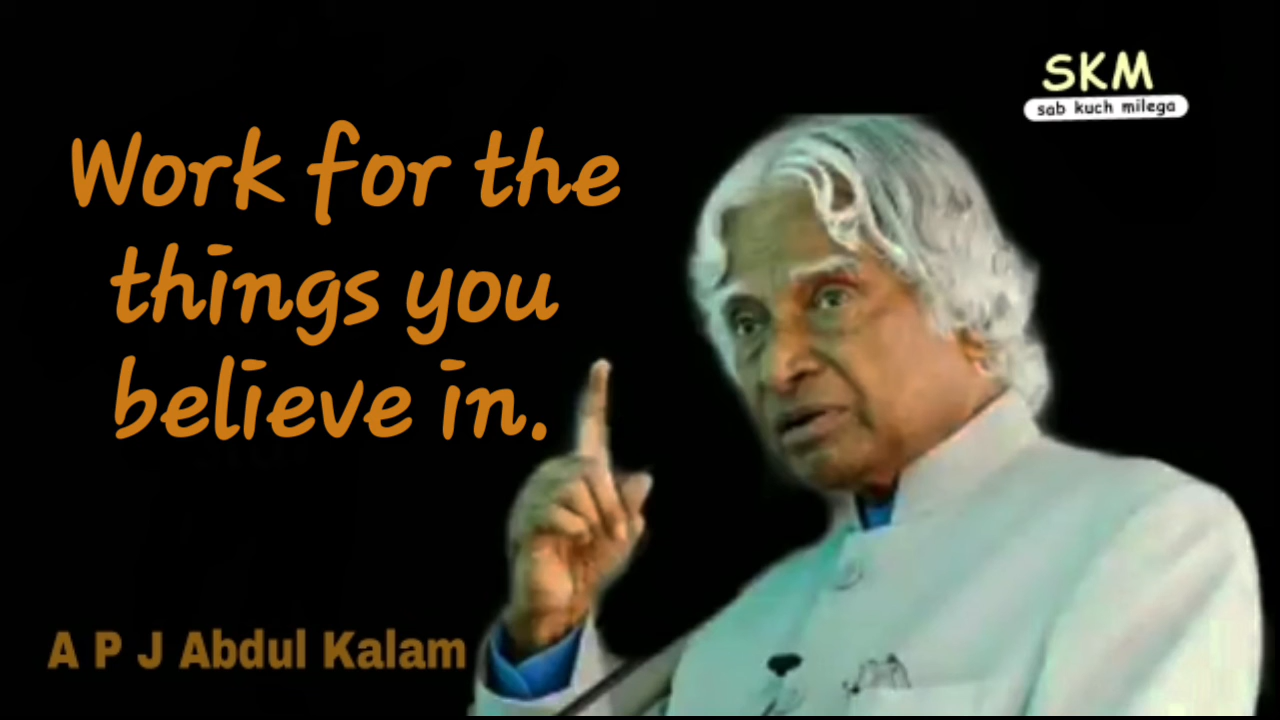 SKM
sab kuch milega
Work for the
things you
believe in.
A P J Abdul Kalam